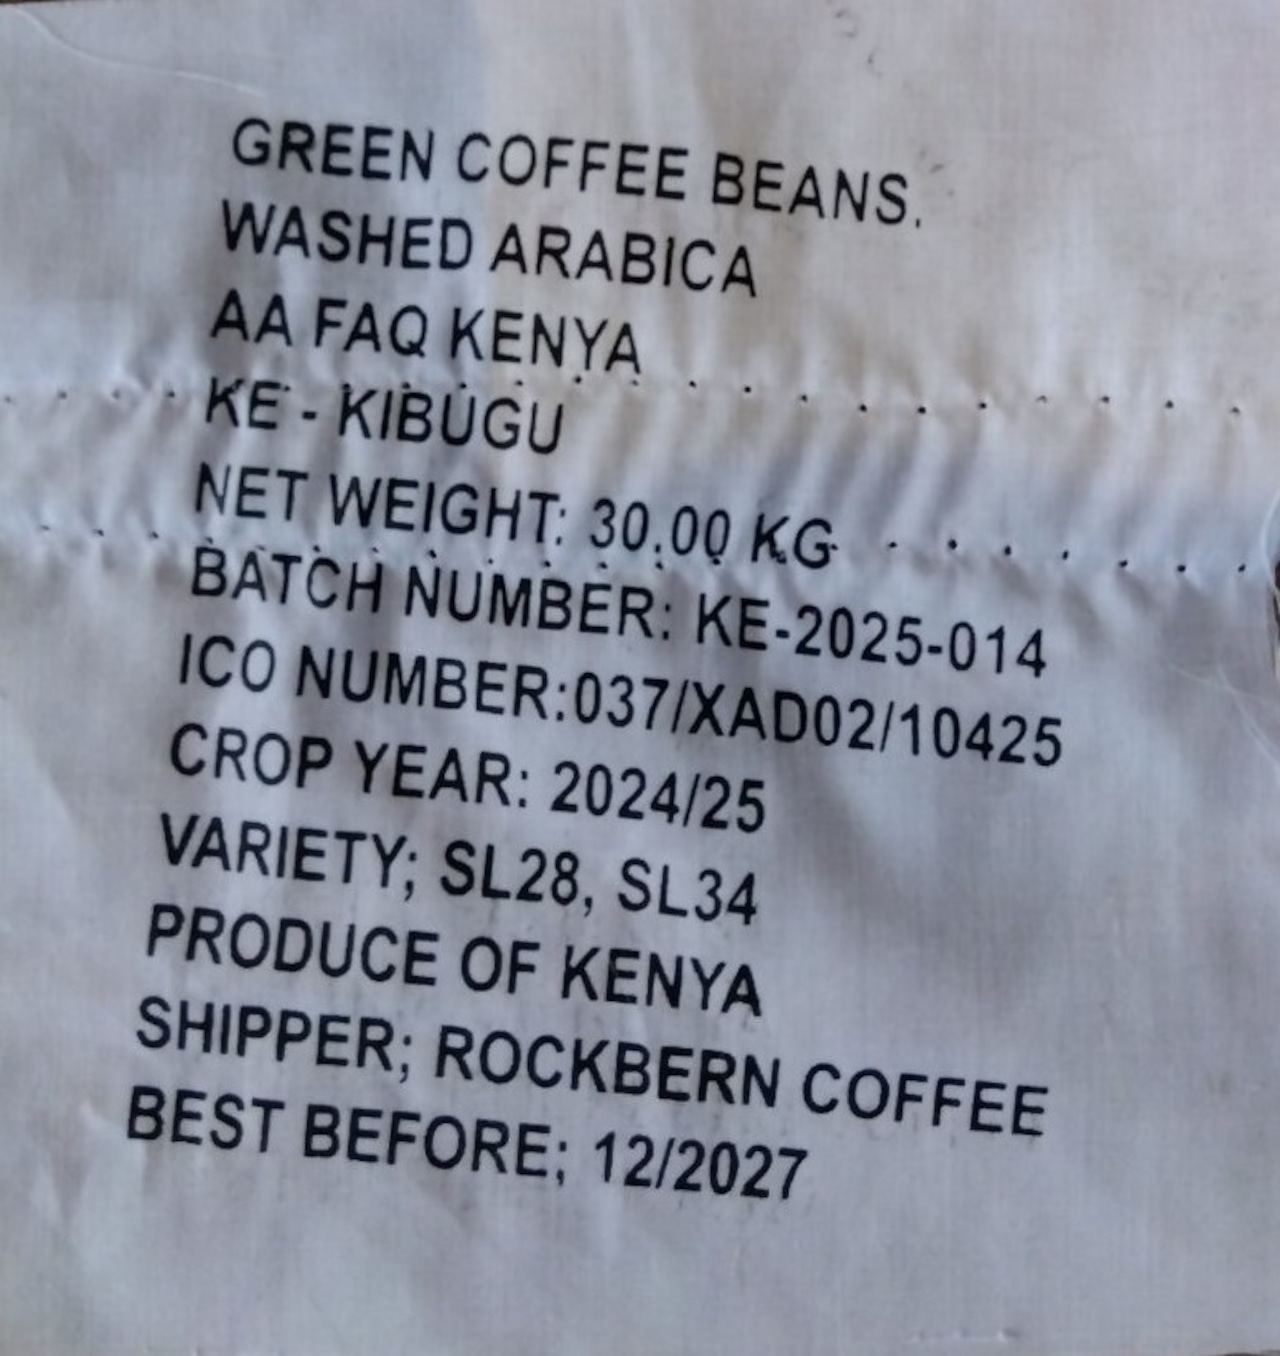 GREEN COFFEE BEANS.
WASHED ARABICA
AA FAQ KENYA
KE - KIBUGU
NET WEIGHT: 30.00 KG
BATCH NUMBER: KE-2025-014
ICO NUMBER:037/XAD02/10425
CROP YEAR: 2024/25
VARIETY; SL28, SL34
PRODUCE OF KENYA
SHIPPER; ROCKBERN COFFEE
BEST BEFORE; 12/2027